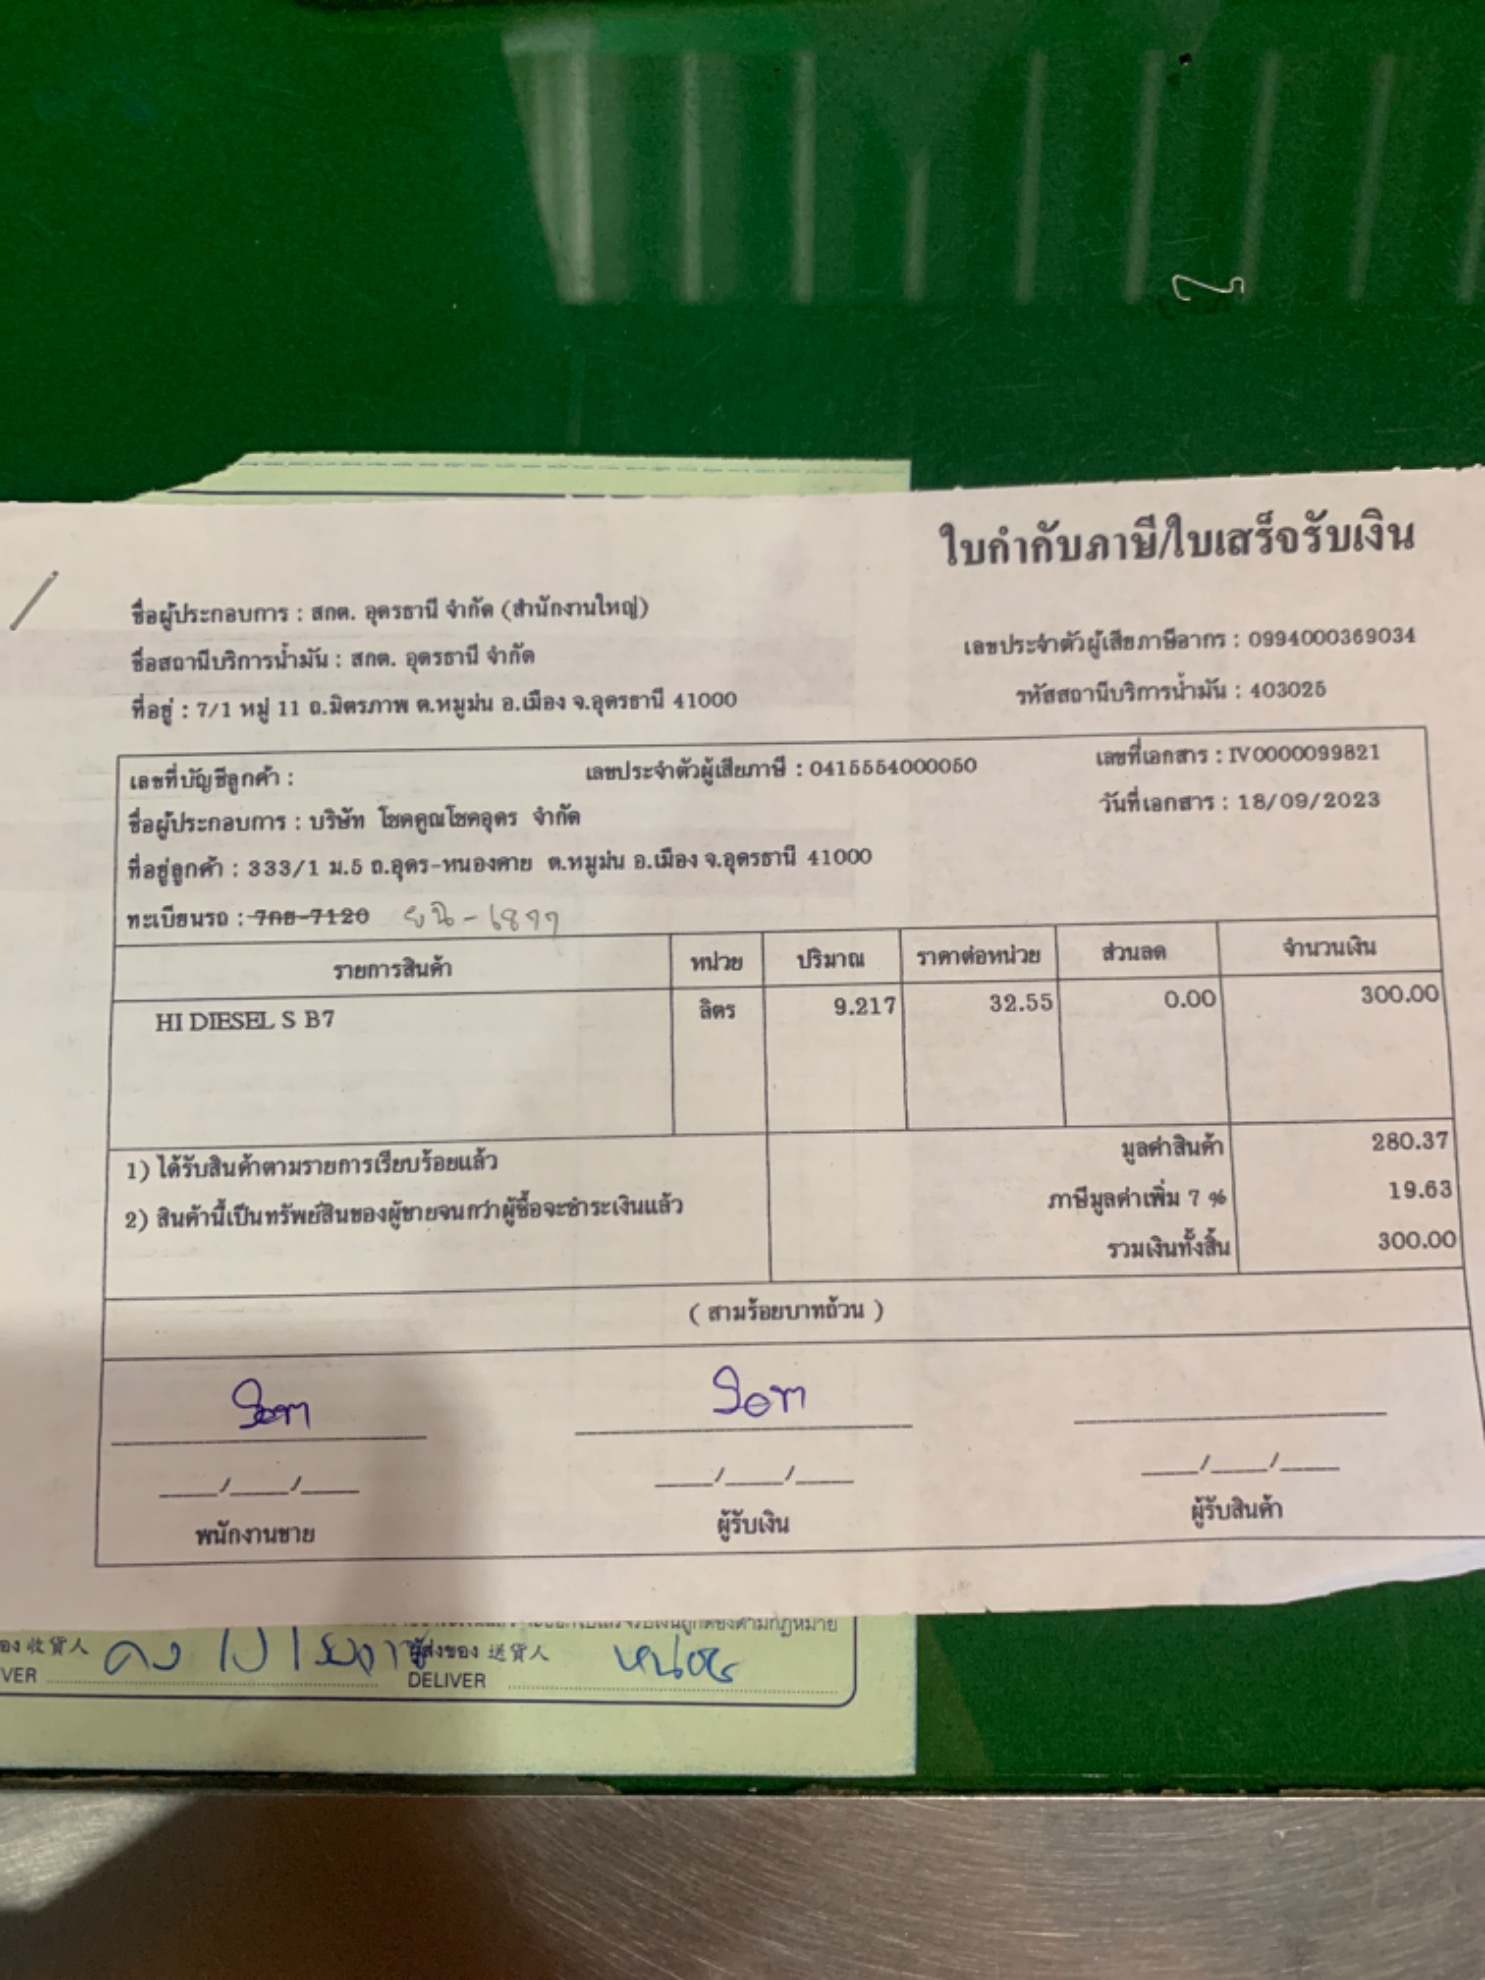 ใบกำกับภาษี/ใบเสร็จรับเงิน
ชื่อผู้ประกอบการ : สกต. อุดรธานี จำกัด (สำนักงานใหญ่)
เลขประจำตัวผู้เสียภาษีอากร : 0994000369034
ชื่อสถานีบริการน้ำมัน : สกต. อุดรธานี จำกัด
รหัสสถานีบริการน้ำมัน : 403025
ที่อยู่ : 7/1 หมู่ 11 ถ.มิตรภาพ ต.หมูม่น อ.เมือง จ.อุดรธานี 41000
เลขที่บัญชีลูกค้า : เลขประจำตัวผู้เสียภาษี : 0415554000050 เลขที่เอกสาร : IV0000099821
ชื่อผู้ประกอบการ : บริษัท โชคคูณโชคอุดร จำกัด วันที่เอกสาร : 18/09/2023
ที่อยู่ลูกค้า : 333/1 ม.5 ถ.อุดร-หนองคาย ต.หมูม่น อ.เมือง จ.อุดรธานี 41000
ทะเบียนรถ :
รายการสินค้า หน่วย ปริมาณ ราคาต่อหน่วย ส่วนลด จำนวนเงิน
HI DIESEL S B7 ลิตร 9.217 32.55 0.00 300.00
1) ได้รับสินค้าตามรายการเรียบร้อยแล้ว
2) สินค้านี้เป็นทรัพย์สินของผู้ขายจนกว่าผู้ซื้อจะชำระเงินแล้ว
มูลค่าสินค้า 280.37
ภาษีมูลค่าเพิ่ม 7 % 19.63
รวมเงินทั้งสิ้น 300.00
( สามร้อยบาทถ้วน )
___/___/___ ___/___/___ ___/___/___
พนักงานขาย ผู้รับเงิน ผู้รับสินค้า
收貨人 ผู้ส่งของ 送貨人 หน่อย
VER DELIVER